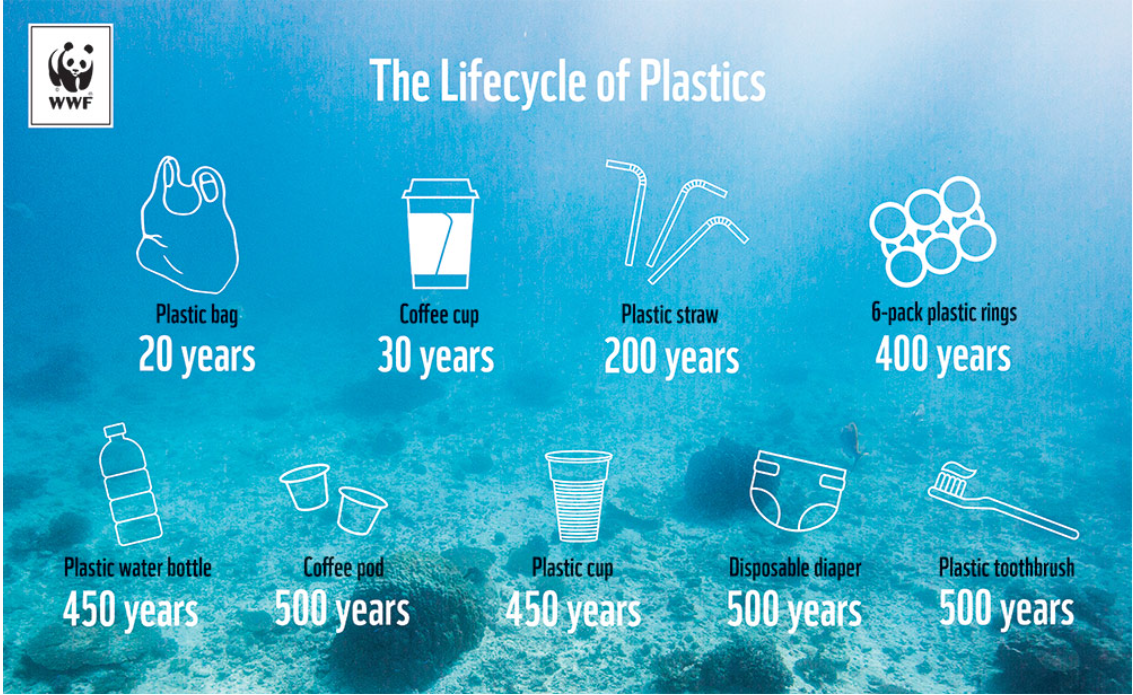 WWF
The Lifecycle of Plastics
Plastic bag
20 years
Coffee cup
30 years
Plastic straw
200 years
6-pack plastic rings
400 years
Plastic water bottle
450 years
Coffee pod
500 years
Plastic cup
450 years
Disposable diaper
500 years
Plastic toothbrush
500 years